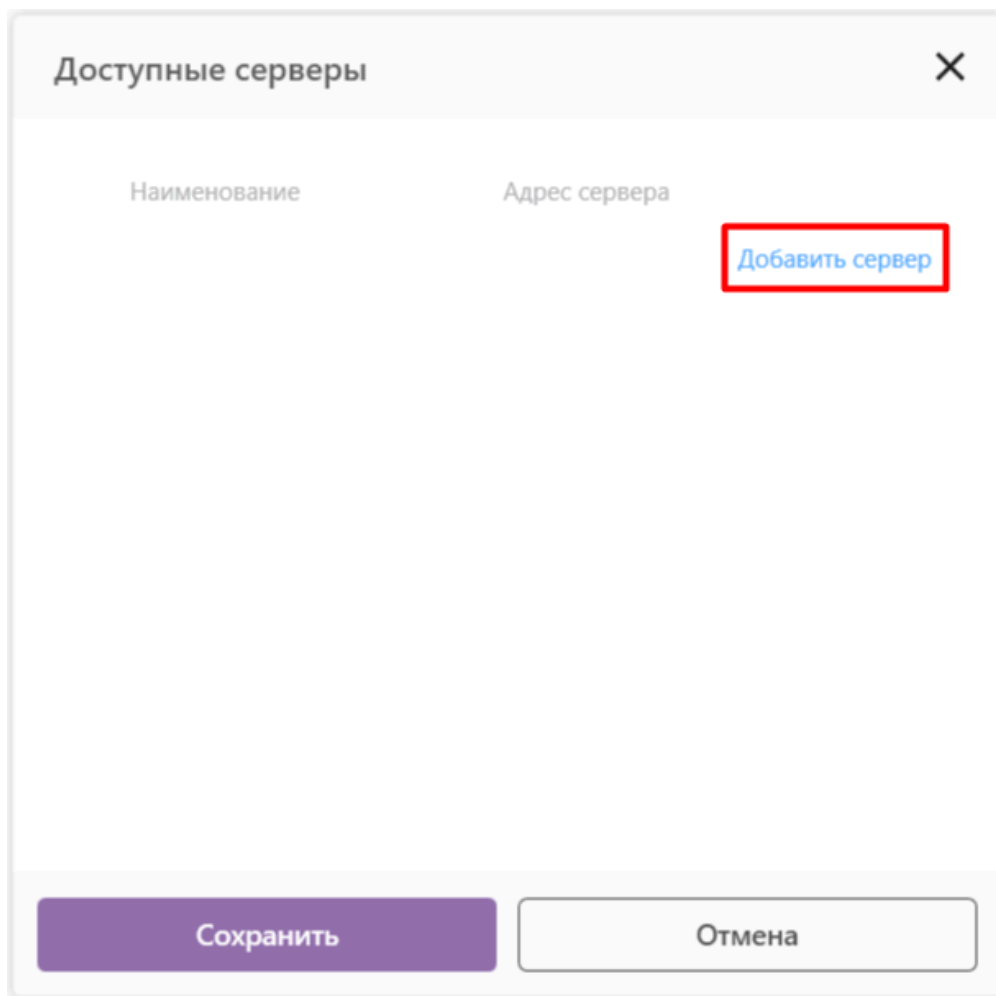 Доступные серверы
Наименование Адрес сервера
Добавить сервер
Сохранить Отмена